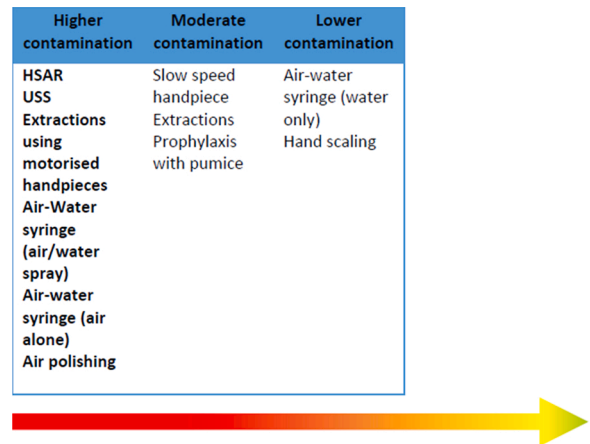 Higher contamination
Moderate contamination
Lower contamination
HSAR
USS
Extractions
using
motorised
handpieces
Air-Water
syringe
(air/water
spray)
Air-water
syringe (air
alone)
Air polishing
Slow speed
handpiece
Extractions
Prophylaxis
with pumice
Air-water
syringe (water
only)
Hand scaling